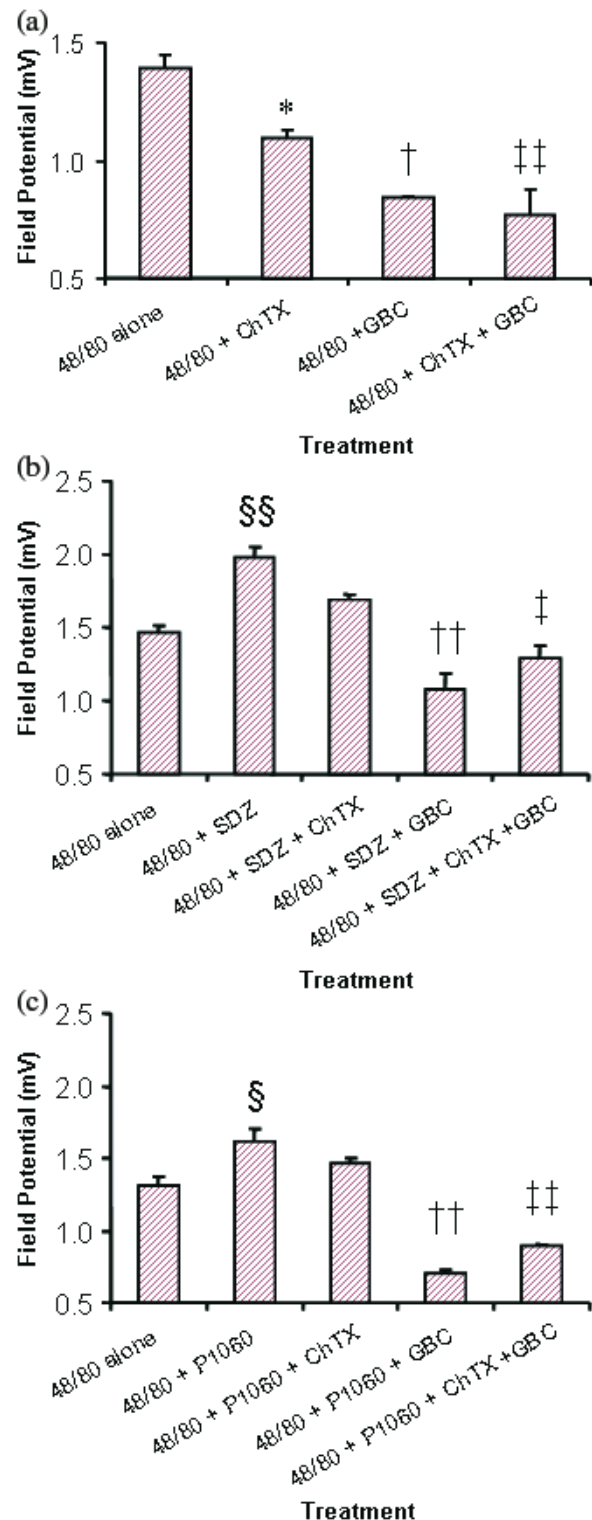 (a)
Field Potential (mV)
1.5
1.0
0.5
*
†
‡‡
48/80 alone
48/80 + ChTX
48/80 +GBC
48/80 + ChTX + GBC
Treatment
(b)
Field Potential (mV)
2.5
2.0
1.5
1.0
0.5
§§
††
‡
48/80 alone
48/80 + SDZ
48/80 + SDZ + ChTX
48/80 + SDZ + GBC
48/80 + SDZ + ChTX +GBC
Treatment
(c)
Field Potential (mV)
2.5
2.0
1.5
1.0
0.5
§
††
‡‡
48/80 alone
48/80 + P1060
48/80 + P1060 + ChTX
48/80 + P1060 + GBC
48/80 + P1060 + ChTX +GBC
Treatment